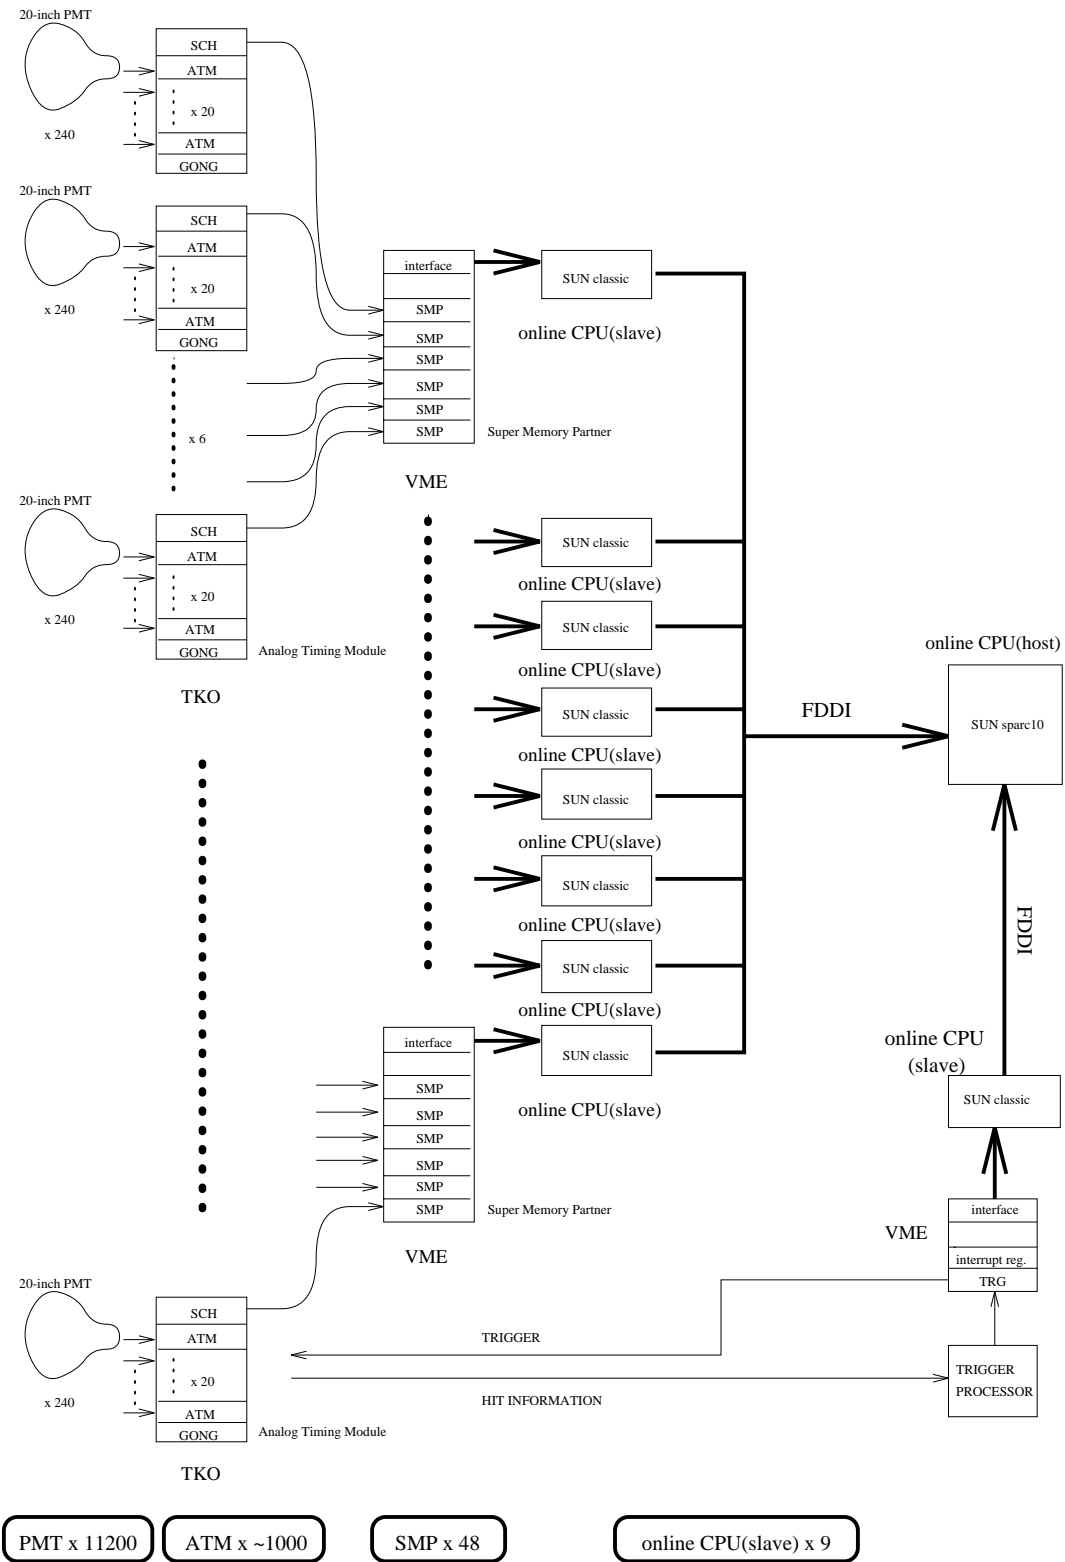 20-inch PMT
SCH
ATM
x 20
x 240
ATM
GONG
20-inch PMT
SCH
ATM
x 20
x 240
ATM
GONG
x 6
20-inch PMT
SCH
ATM
x 20
x 240
ATM
GONG
Analog Timing Module
TKO
interface
SMP
SMP
SMP
SMP
SMP
SMP
Super Memory Partner
VME
SUN classic
online CPU(slave)
SUN classic
online CPU(slave)
SUN classic
online CPU(slave)
SUN classic
online CPU(slave)
SUN classic
online CPU(slave)
SUN classic
online CPU(slave)
SUN classic
online CPU(slave)
SUN classic
online CPU(slave)
interface
SMP
SMP
SMP
SMP
SMP
SMP
Super Memory Partner
VME
FDDI
online CPU(host)
SUN sparc10
FDDI
online CPU
(slave)
SUN classic
VME
interface
interrupt reg.
TRG
TRIGGER
PROCESSOR
TRIGGER
HIT INFORMATION
20-inch PMT
SCH
ATM
x 20
x 240
ATM
GONG
Analog Timing Module
TKO
PMT x 11200
ATM x ~1000
SMP x 48
online CPU(slave) x 9